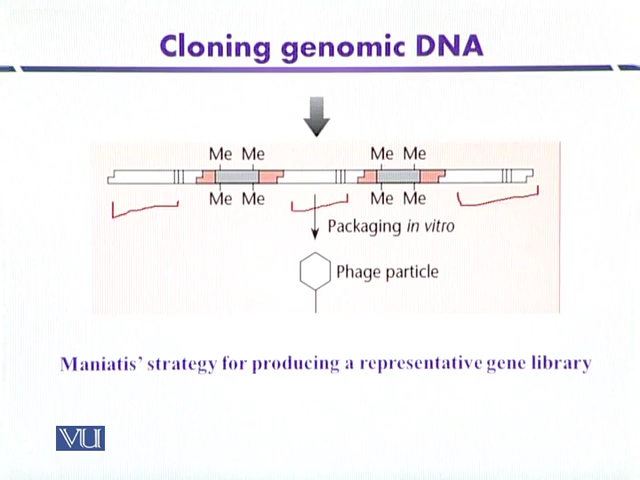 Cloning genomic DNA
Me Me Me Me
Me Me Me Me
Packaging in vitro
Phage particle
Maniatis' strategy for producing a representative gene library
VU